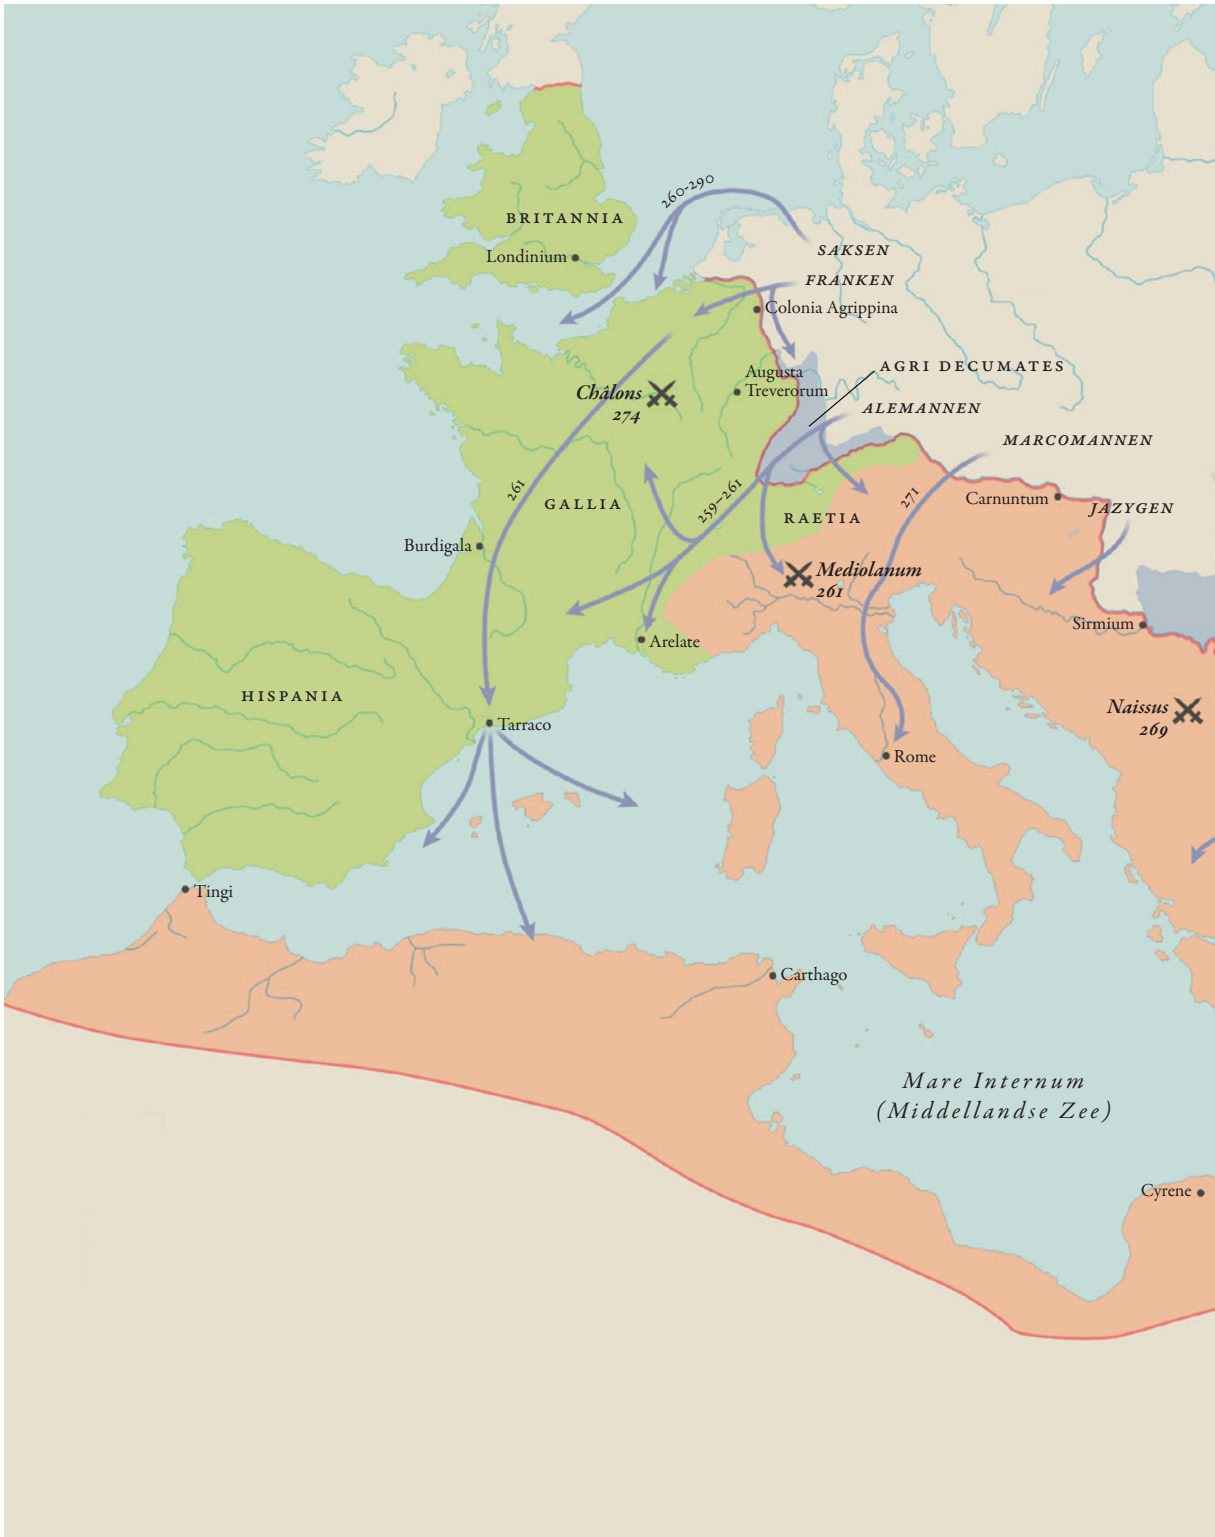 260-290
BRITANNIA
Londinium
SAKSEN
FRANKEN
Colonia Agrippina
AGRI DECUMATES
Augusta
Treverorum
Châlons
274
ALEMANNEN
MARCOMANNEN
261
GALLIA
259–261
RAETIA
271
Carnuntum
JAZYGEN
Burdigala
Mediolanum
261
Arelate
Sirmium
HISPANIA
Tarraco
Naissus
269
Rome
Tingi
Carthago
Mare Internum
(Middellandse Zee)
Cyrene